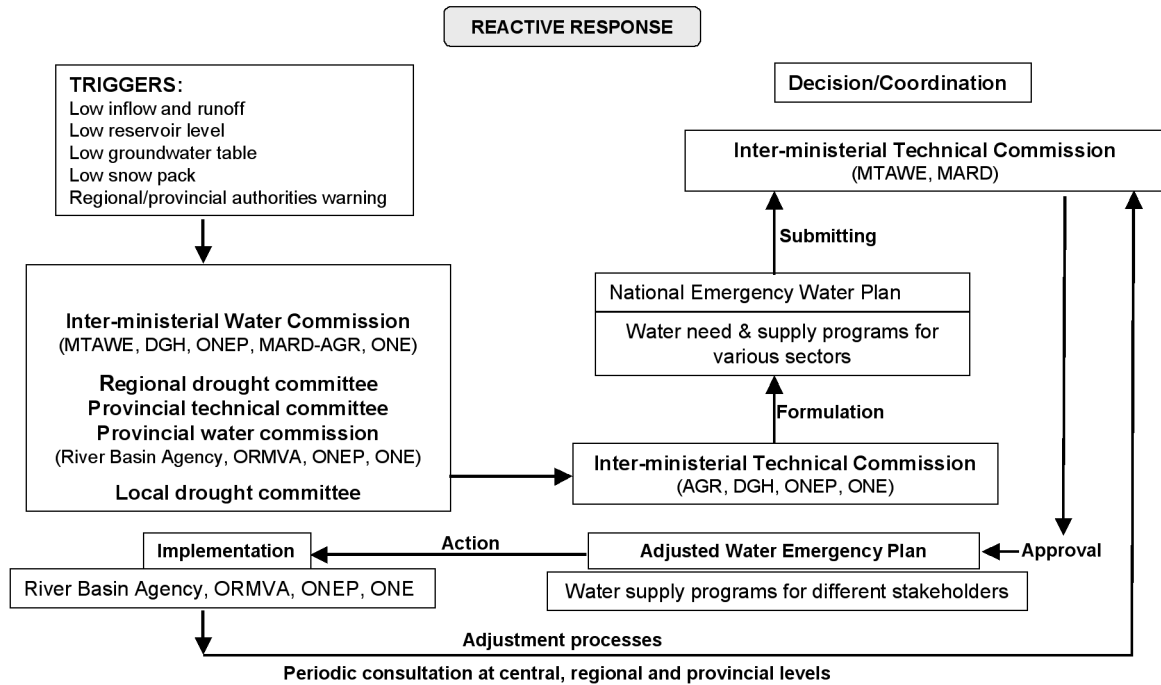 REACTIVE RESPONSE
TRIGGERS:
Low inflow and runoff
Low reservoir level
Low groundwater table
Low snow pack
Regional/provincial authorities warning
Decision/Coordination
Inter-ministerial Technical Commission
(MTAWE, MARD)
Submitting
National Emergency Water Plan
Water need & supply programs for
various sectors
Formulation
Inter-ministerial Water Commission
(MTAWE, DGH, ONEP, MARD-AGR, ONE)
Regional drought committee
Provincial technical committee
Provincial water commission
(River Basin Agency, ORMVA, ONEP, ONE)
Local drought committee
Inter-ministerial Technical Commission
(AGR, DGH, ONEP, ONE)
Implementation
Action
Adjusted Water Emergency Plan
Approval
River Basin Agency, ORMVA, ONEP, ONE
Water supply programs for different stakeholders
Adjustment processes
Periodic consultation at central, regional and provincial levels